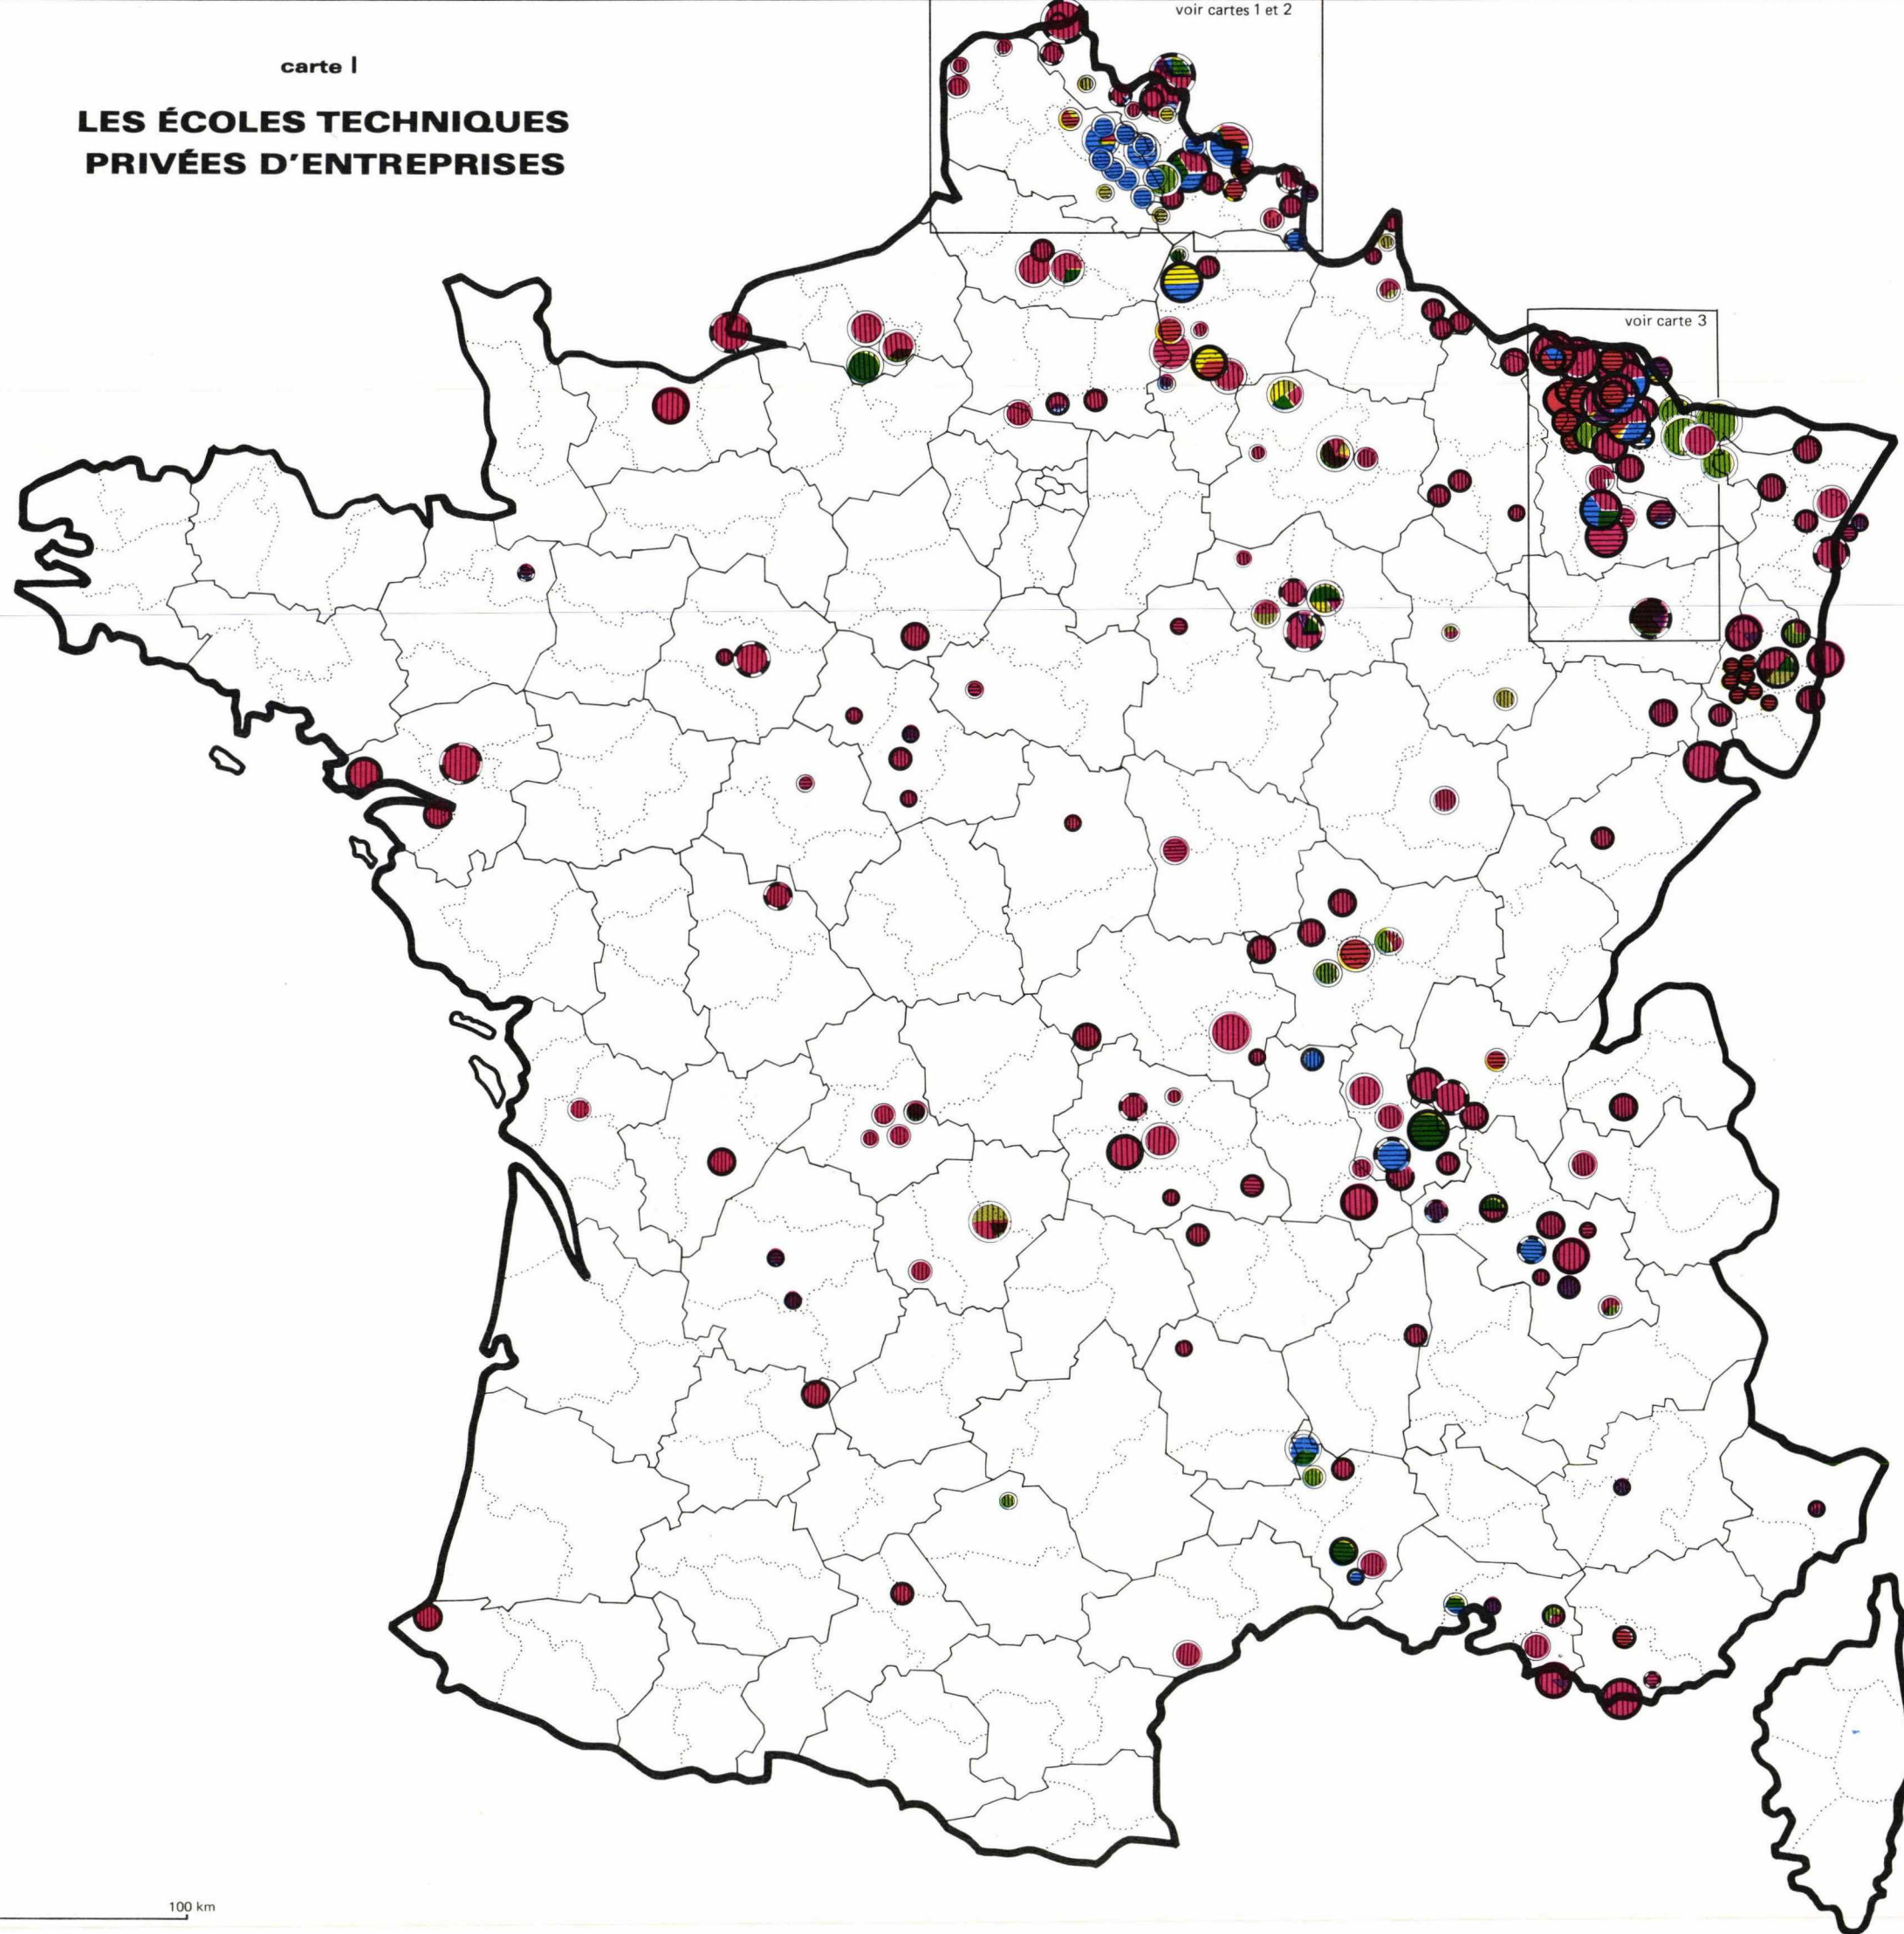 voir cartes 1 et 2
carte I
LES ÉCOLES TECHNIQUES
PRIVÉES D'ENTREPRISES
voir carte 3
100 km